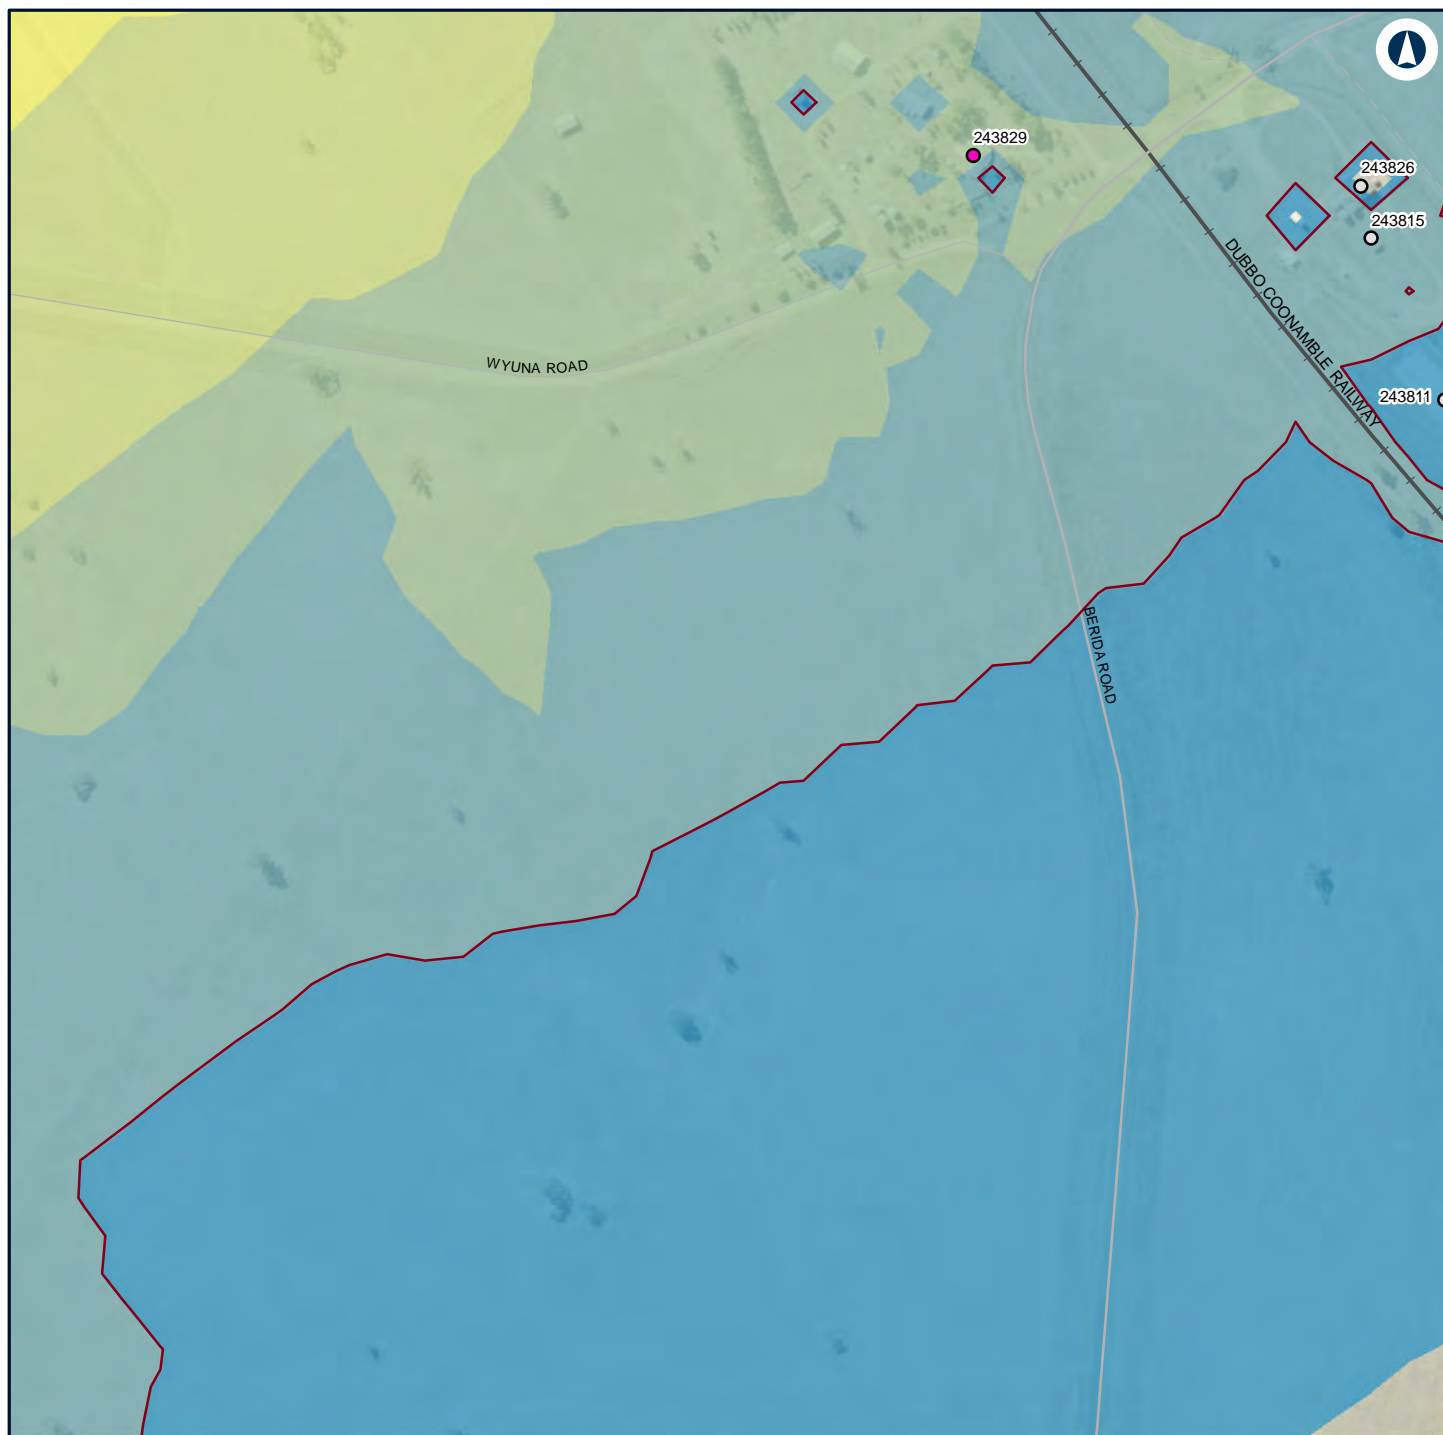 243829
243826
243815
DUBBO COONAMBLE RAILWAY
WYUNA ROAD
243811
BERIDA ROAD